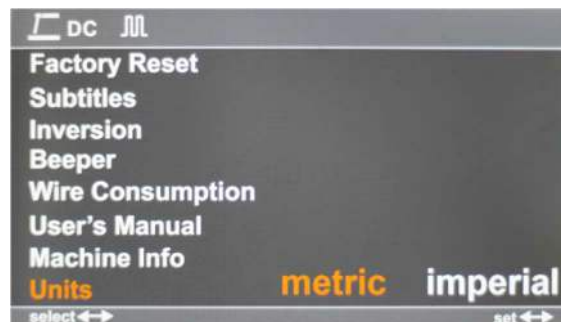 DC
Factory Reset
Subtitles
Inversion
Beeper
Wire Consumption
User's Manual
Machine Info
Units metric imperial
select set